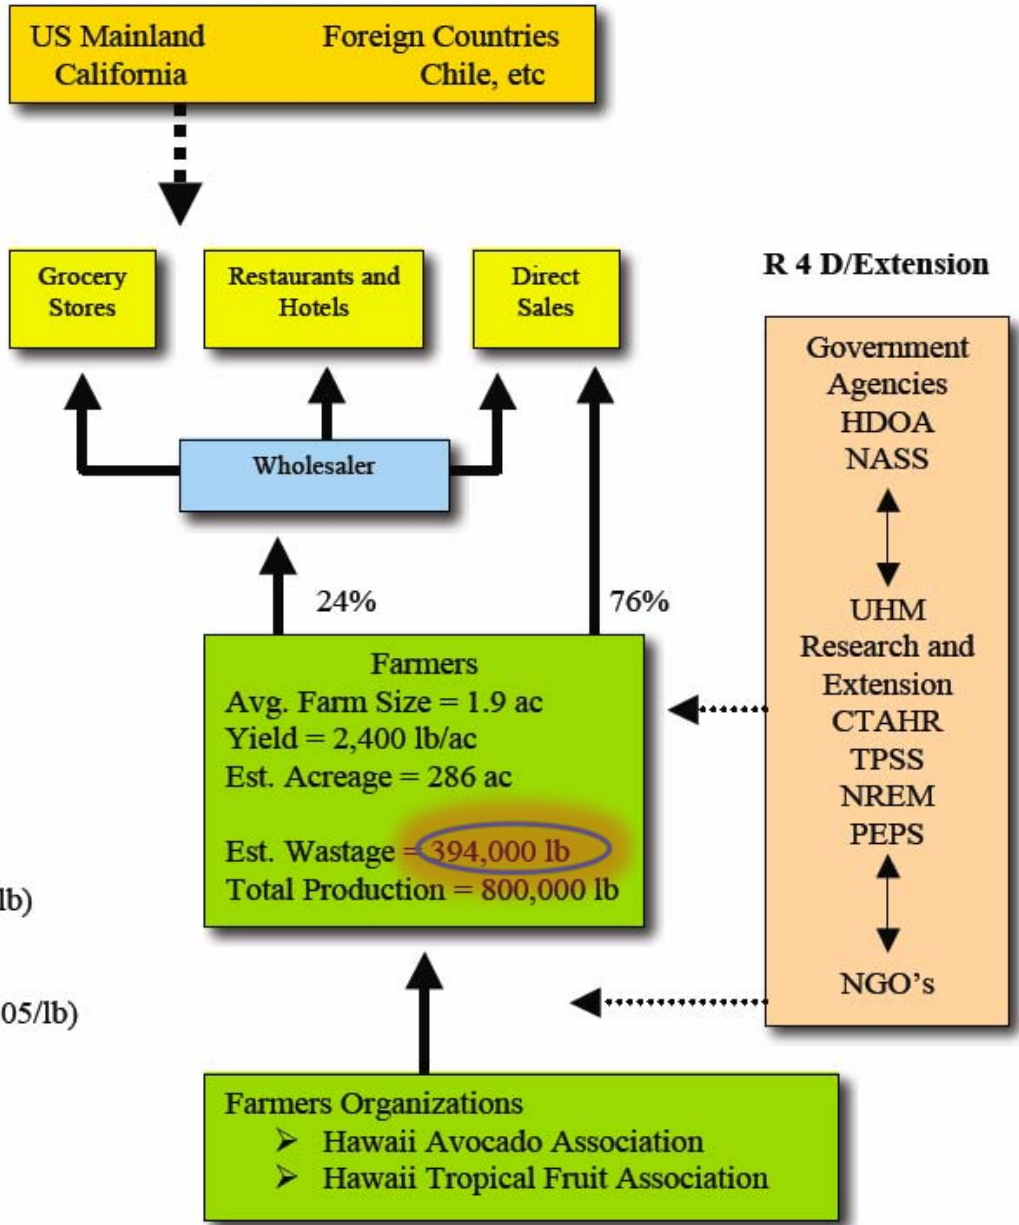 US Mainland Foreign Countries
California Chile, etc
Grocery
Stores
Restaurants and
Hotels
Direct
Sales
R 4 D/Extension
Wholesaler
24%
76%
Farmers
Avg. Farm Size = 1.9 ac
Yield = 2,400 lb/ac
Est. Acreage = 286 ac
Est. Wastage = 394,000 lb
Total Production = 800,000 lb
lb)
05/lb)
Government
Agencies
HDOA
NASS
UHM
Research and
Extension
CTAHR
TPSS
NREM
PEPS
NGO's
Farmers Organizations
➢ Hawaii Avocado Association
➢ Hawaii Tropical Fruit Association